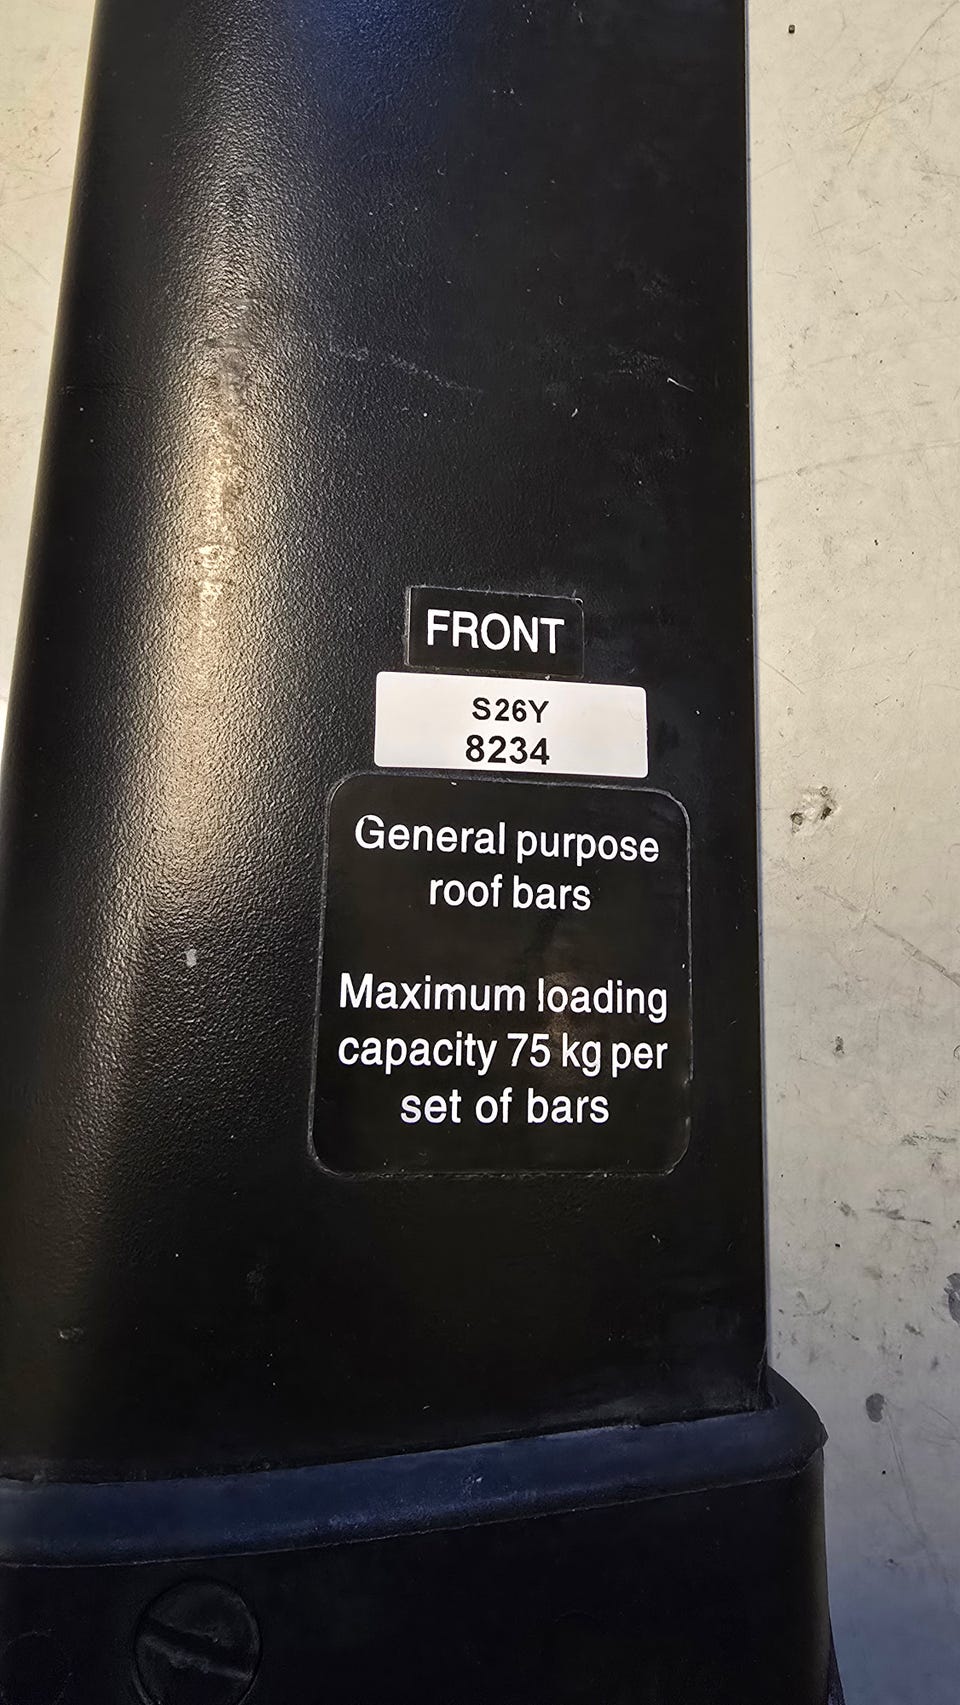 FRONT
S26Y
8234
General purpose
roof bars
Maximum loading
capacity 75 kg per
set of bars